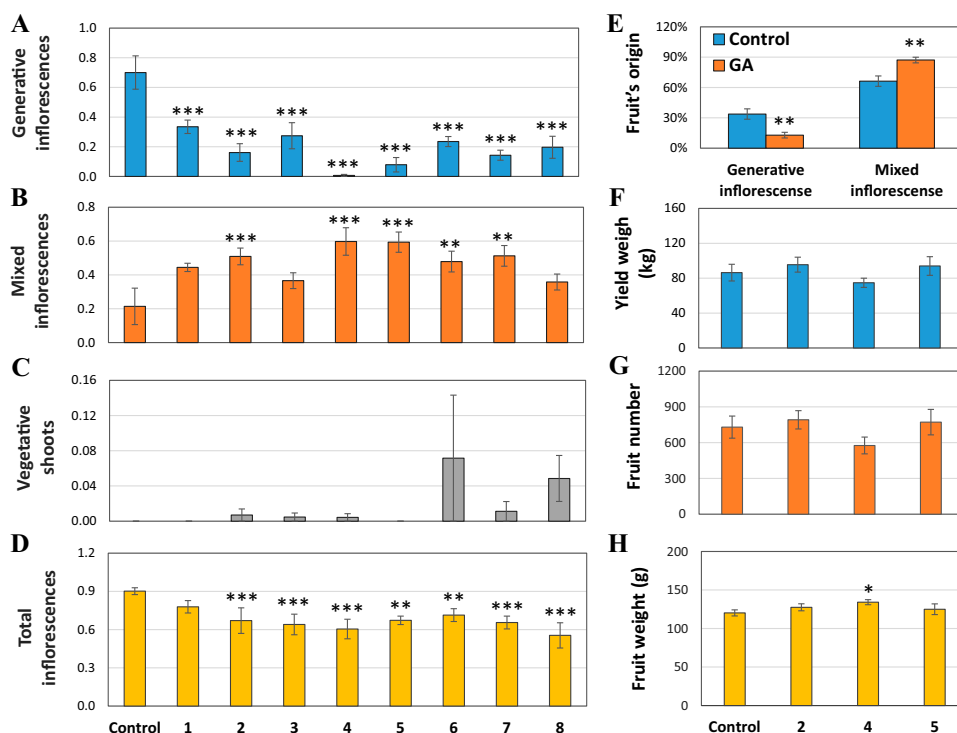 A
Generative
inflorescences
1.0
0.8
0.6
0.4
0.2
0.0
***
***
***
***
***
***
***
***
B
Mixed
inflorescences
0.8
0.6
0.4
0.2
0.0
***
***
***
**
**
C
Vegetative
shoots
0.16
0.12
0.08
0.04
0.00
D
Total
inflorescences
1.2
0.9
0.6
0.3
0.0
***
***
***
**
**
***
***
Control 1 2 3 4 5 6 7 8
E
Fruit's origin
120%
90%
60%
30%
0%
Control
GA
**
**
Generative
inflorescense
Mixed
inflorescense
F
Yield weigh
(kg)
160
120
80
40
0
G
Fruit number
1200
900
600
300
0
H
Fruit weight (g)
200
150
100
50
0
*
Control 2 4 5